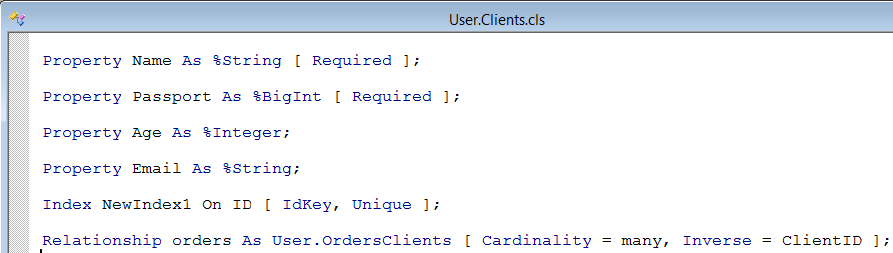 User.Clients.cls
Property Name As %String [ Required ];
Property Passport As %BigInt [ Required ];
Property Age As %Integer;
Property Email As %String;
Index NewIndex1 On ID [ IdKey, Unique ];
Relationship orders As User.OrdersClients [ Cardinality = many, Inverse = ClientID ];